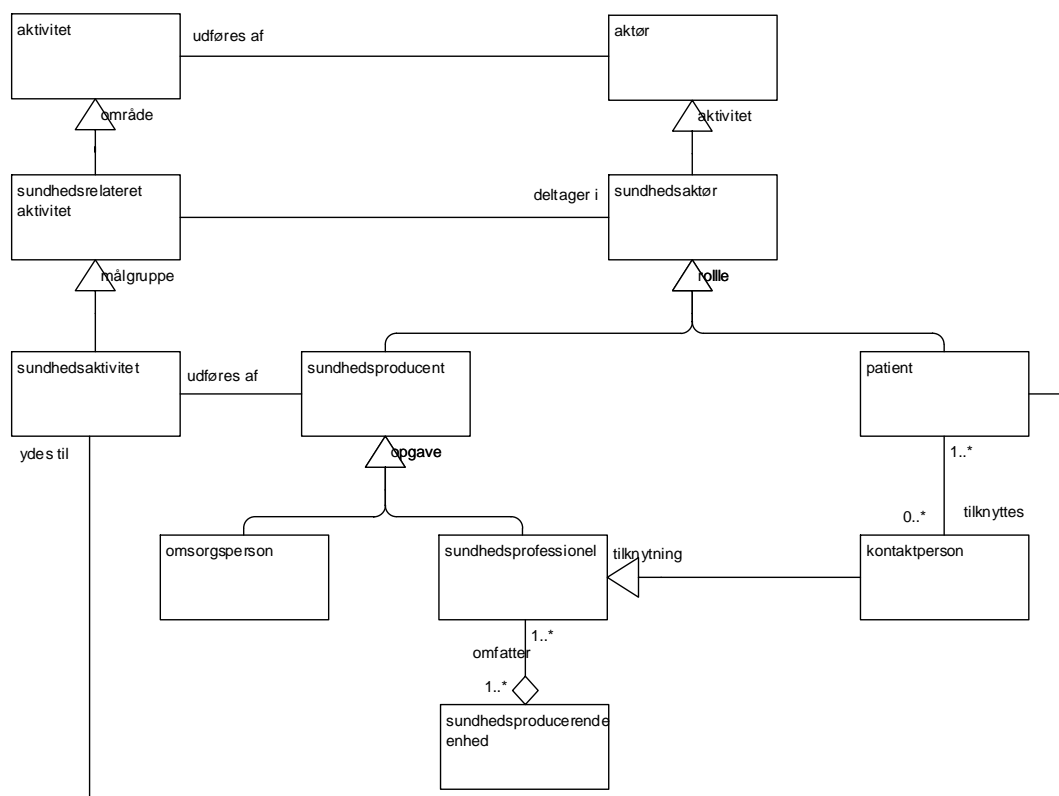 aktivitet
udføres af
aktør
område
aktivitet
sundhedsrelateret
aktivitet
deltager i
sundhedsaktør
målgruppe
rollle
sundhedsaktivitet
udføres af
sundhedsproducent
patient
ydes til
opgave
1..*
0..*
tilknyttes
omsorgsperson
sundhedsprofessionel
tilknytning
kontaktperson
1..*
omfatter
1..*
sundhedsproducerende
enhed